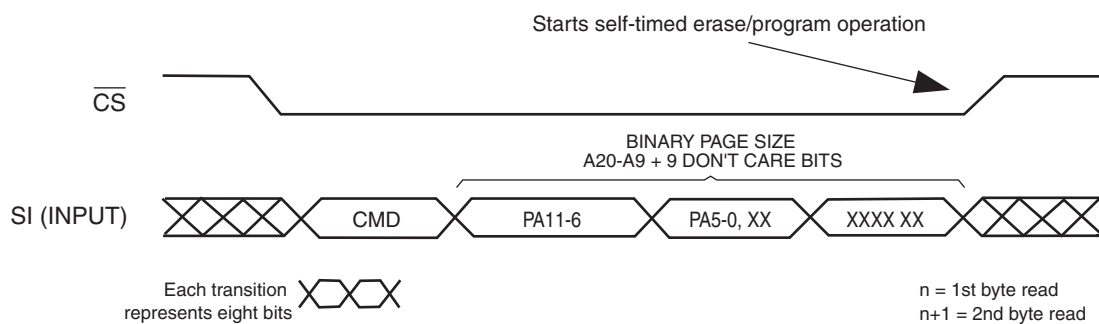 Starts self-timed erase/program operation
CS
BINARY PAGE SIZE
A20-A9 + 9 DON'T CARE BITS
SI (INPUT)
CMD
PA11-6
PA5-0, XX
XXXX XX
Each transition
represents eight bits
n = 1st byte read
n+1 = 2nd byte read